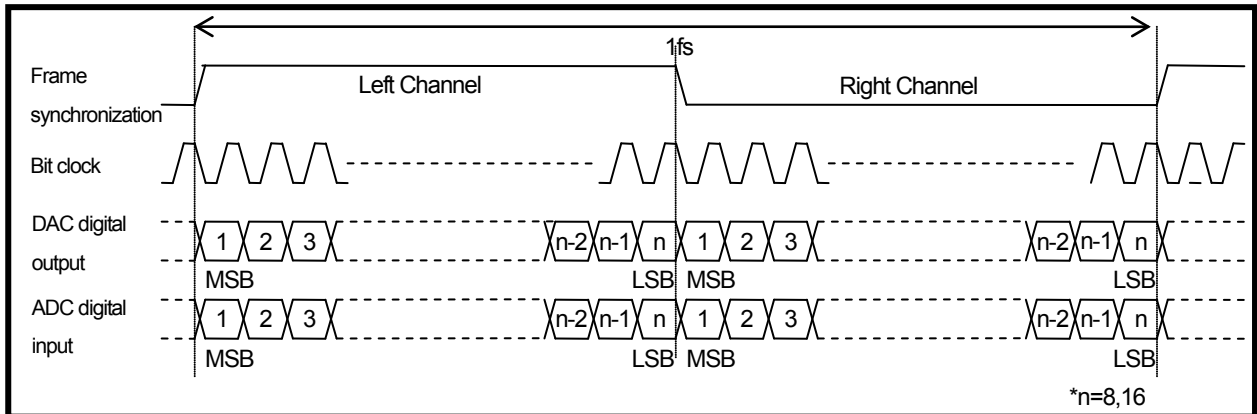 1fs
Frame
synchronization
Left Channel
Right Channel
Bit clock
DAC digital
output
1 2 3 n-2 n-1 n 1 2 3 n-2 n-1 n
MSB LSB MSB LSB
ADC digital
input
1 2 3 n-2 n-1 n 1 2 3 n-2 n-1 n
MSB LSB MSB LSB
*n=8,16